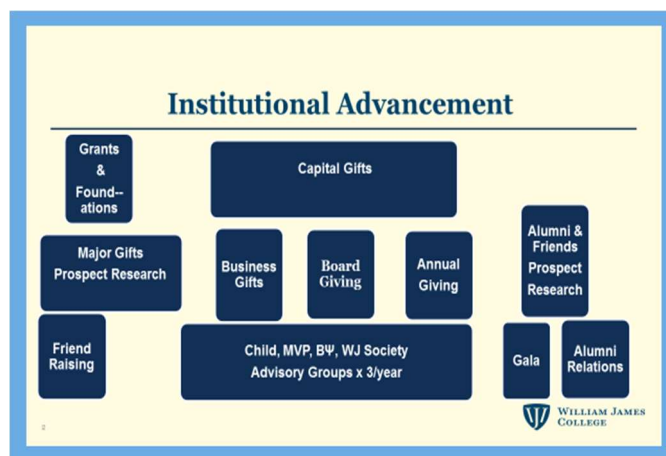 Institutional Advancement
Grants
&
Found--
ations
Capital Gifts
Major Gifts
Prospect Research
Business
Gifts
Board
Giving
Annual
Giving
Alumni &
Friends
Prospect
Research
Friend
Raising
Child, MVP, BΨ, WJ Society
Advisory Groups x 3/year
Gala
Alumni
Relations
2
WILLIAM JAMES
COLLEGE